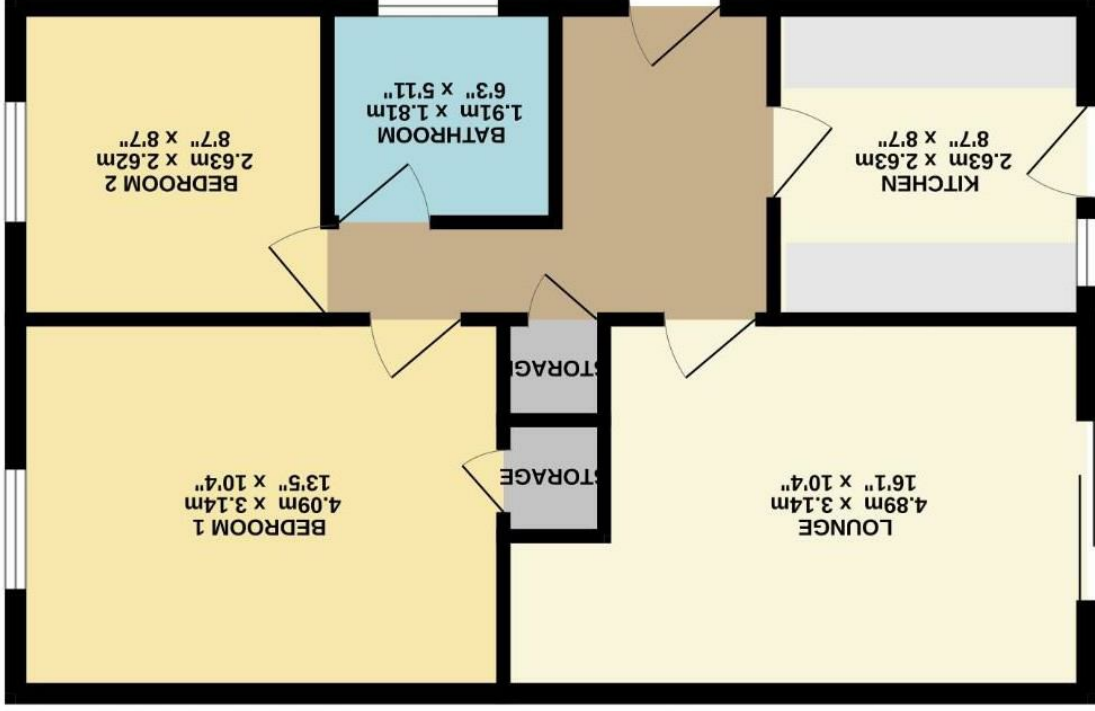 LOUNGE
4.89m x 3.14m
16'1" x 10'4"
BEDROOM 1
4.09m x 3.14m
13'5" x 10'4"
STORAGE
STORAGE
KITCHEN
2.63m x 2.63m
8'7" x 8'7"
BATHROOM
1.91m x 1.81m
6'3" x 5'11"
BEDROOM 2
2.63m x 2.62m
8'7" x 8'7"